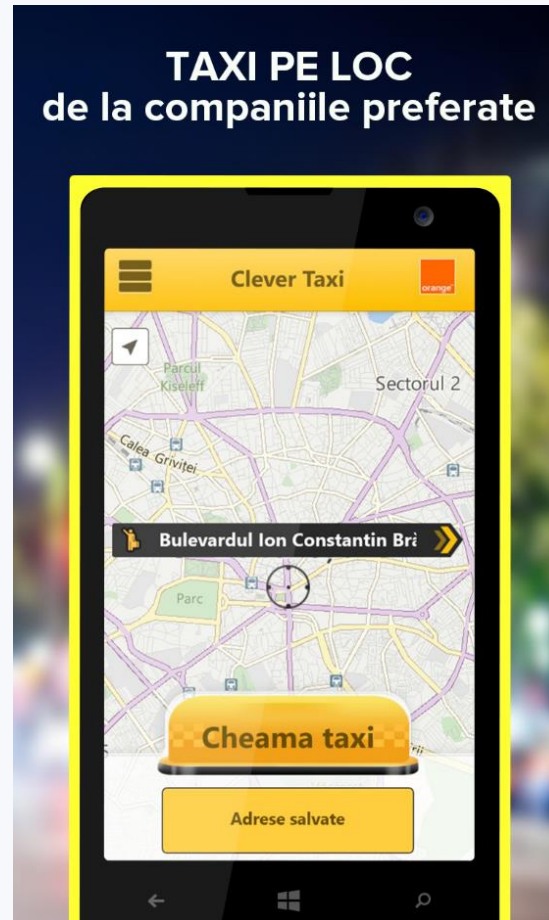 TAXI PE LOC
de la companiile preferate
Clever Taxi
orange
Parcul
Kiseleff
Sectorul 2
Calea Griviței
Bulevardul Ion Constantin Bră
Parc
Cheama taxi
Adrese salvate